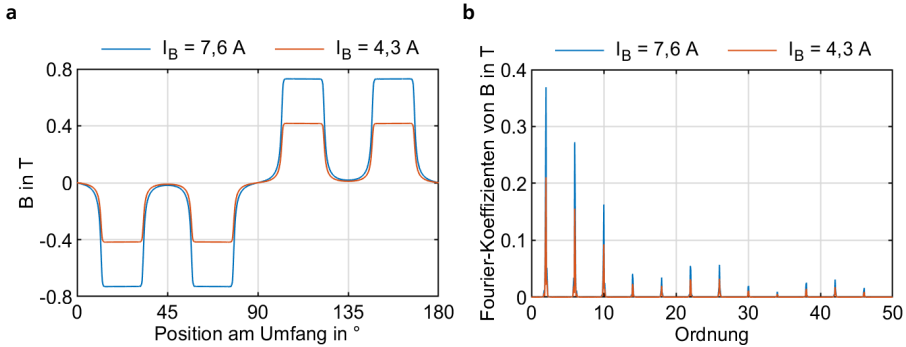 a
I_B = 7,6 A
I_B = 4,3 A
B in T
0.8
0.4
0
-0.4
-0.8
0
45
90
135
180
Position am Umfang in °
b
I_B = 7,6 A
I_B = 4,3 A
Fourier-Koeffizienten von B in T
0.4
0.3
0.2
0.1
0
0
10
20
30
40
50
Ordnung